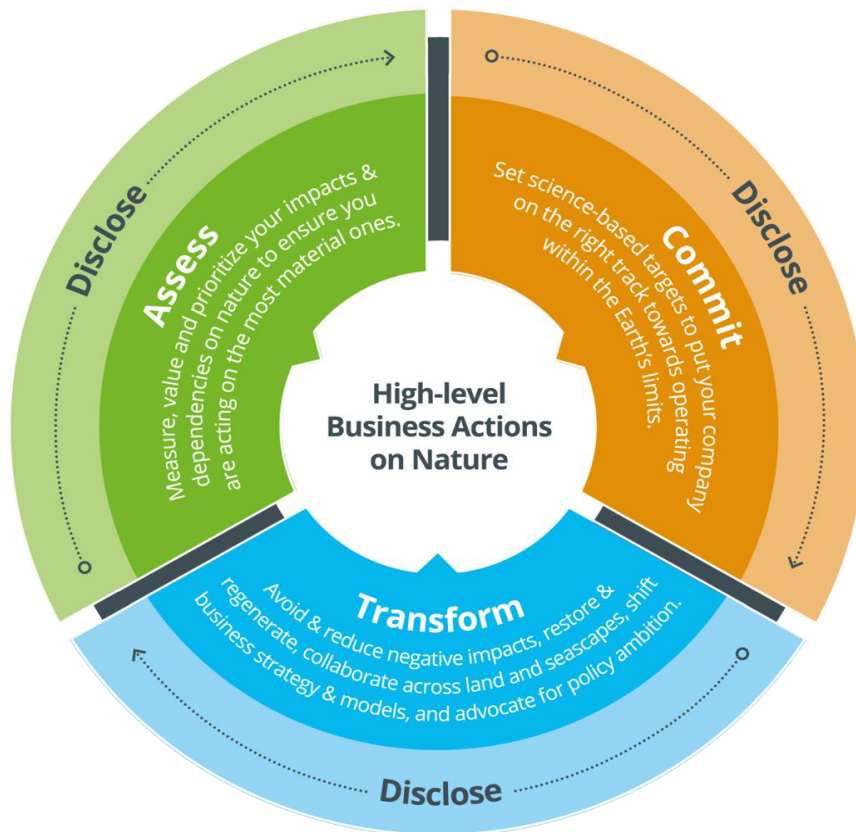 High-level
Business Actions
on Nature
Disclose
Assess
Measure, value and prioritize your impacts &
dependencies on nature to ensure you
are acting on the most material ones.
Disclose
Commit
Set science-based targets to put your company
on the right track towards operating
within the Earth's limits.
Disclose
Transform
Avoid & reduce negative impacts, restore &
regenerate, collaborate across land and seascapes, shift
business strategy & models, and advocate for policy ambition.